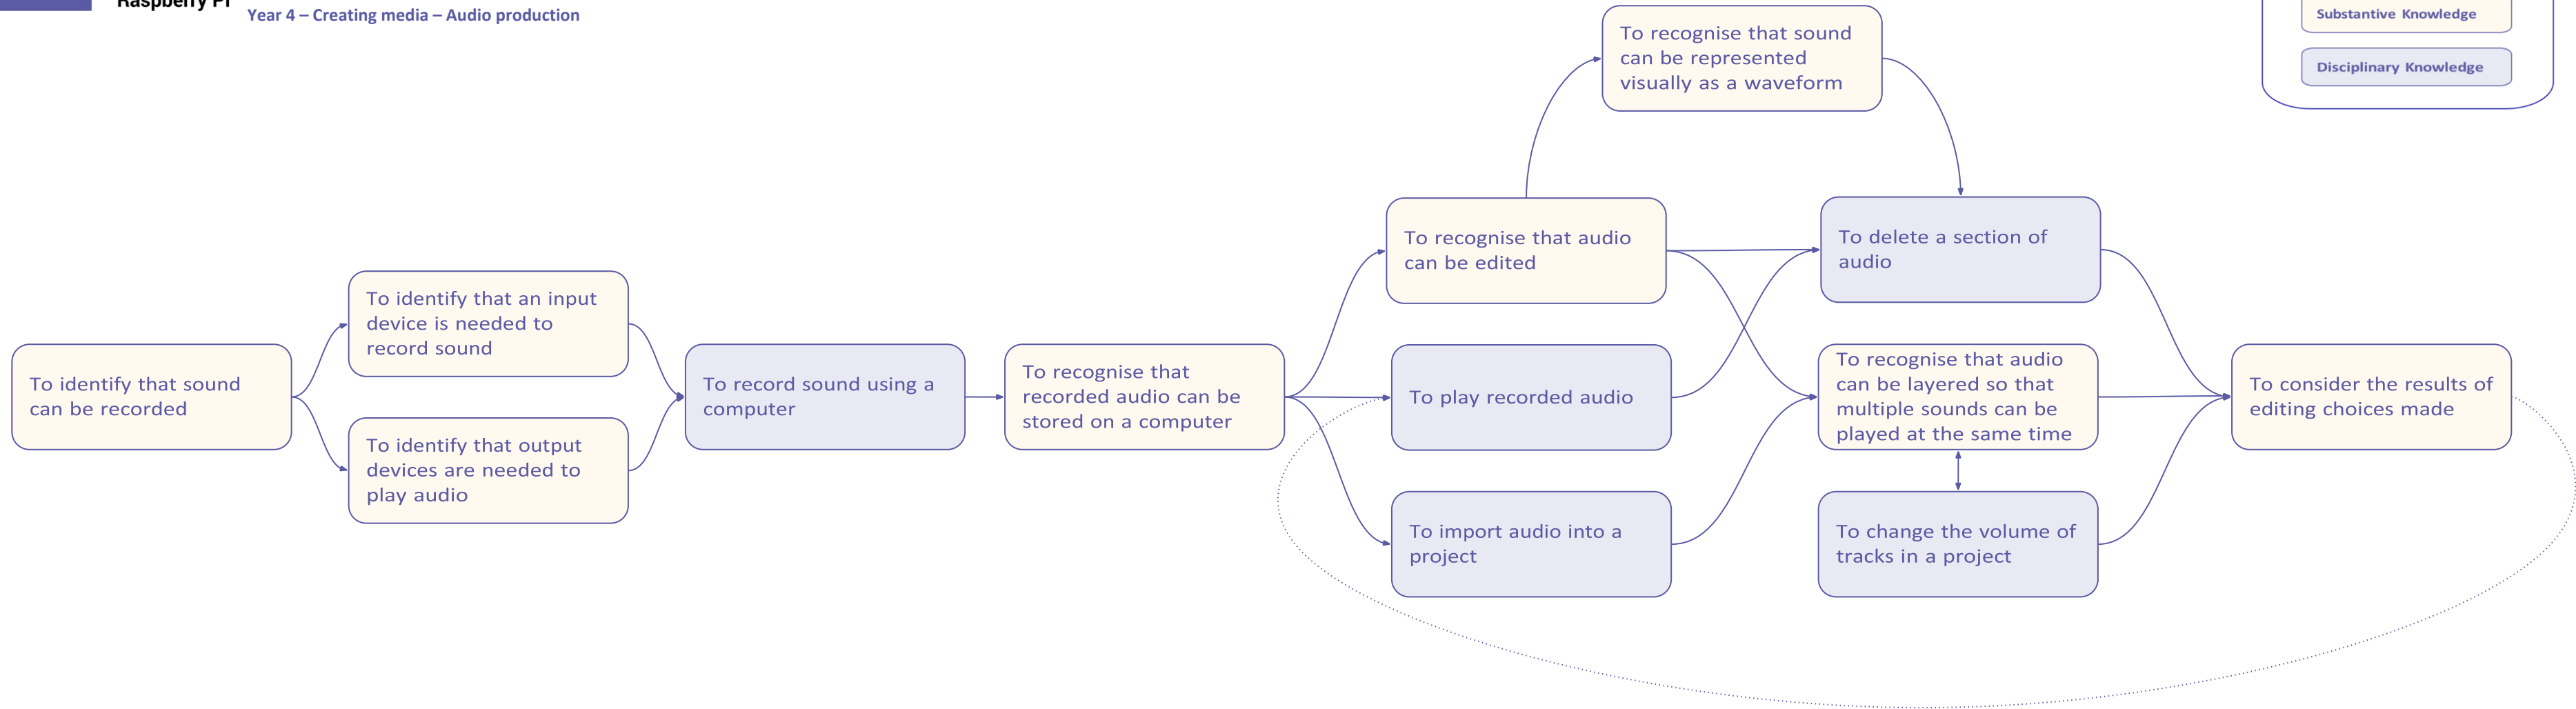 Raspberry Pi
Year 4 – Creating media – Audio production
Substantive Knowledge
Disciplinary Knowledge
To recognise that sound
can be represented
visually as a waveform
To identify that sound
can be recorded
To identify that an input
device is needed to
record sound
To identify that output
devices are needed to
play audio
To record sound using a
computer
To recognise that
recorded audio can be
stored on a computer
To recognise that audio
can be edited
To play recorded audio
To import audio into a
project
To delete a section of
audio
To recognise that audio
can be layered so that
multiple sounds can be
played at the same time
To change the volume of
tracks in a project
To consider the results of
editing choices made